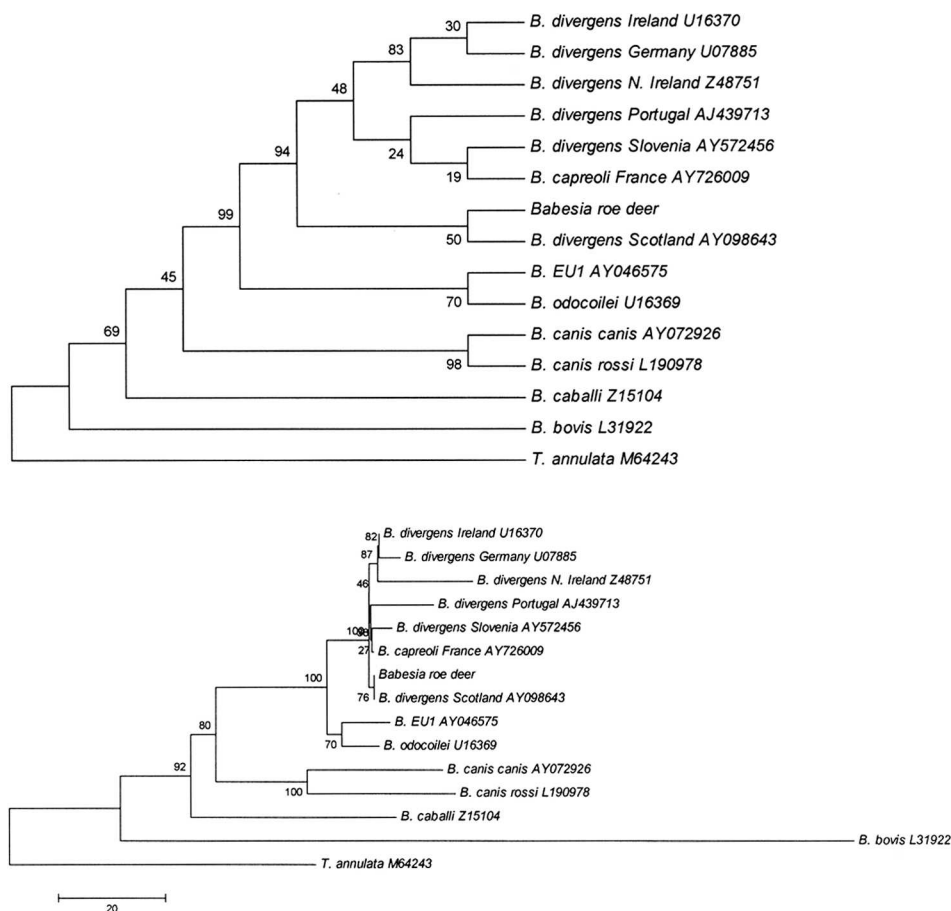 30
B. divergens Ireland U16370
83
B. divergens Germany U07885
48
B. divergens N. Ireland Z48751
B. divergens Portugal AJ439713
94
24
B. divergens Slovenia AY572456
19
B. capreoli France AY726009
99
Babesia roe deer
50
B. divergens Scotland AY098643
45
B. EU1 AY046575
70
B. odocoilei U16369
69
B. canis canis AY072926
98
B. canis rossi L190978
B. caballi Z15104
B. bovis L31922
T. annulata M64243
82
B. divergens Ireland U16370
87
B. divergens Germany U07885
46
B. divergens N. Ireland Z48751
B. divergens Portugal AJ439713
100
B. divergens Slovenia AY572456
27
B. capreoli France AY726009
100
Babesia roe deer
76
B. divergens Scotland AY098643
80
B. EU1 AY046575
70
B. odocoilei U16369
92
B. canis canis AY072926
100
B. canis rossi L190978
B. caballi Z15104
B. bovis L31922
T. annulata M64243
20